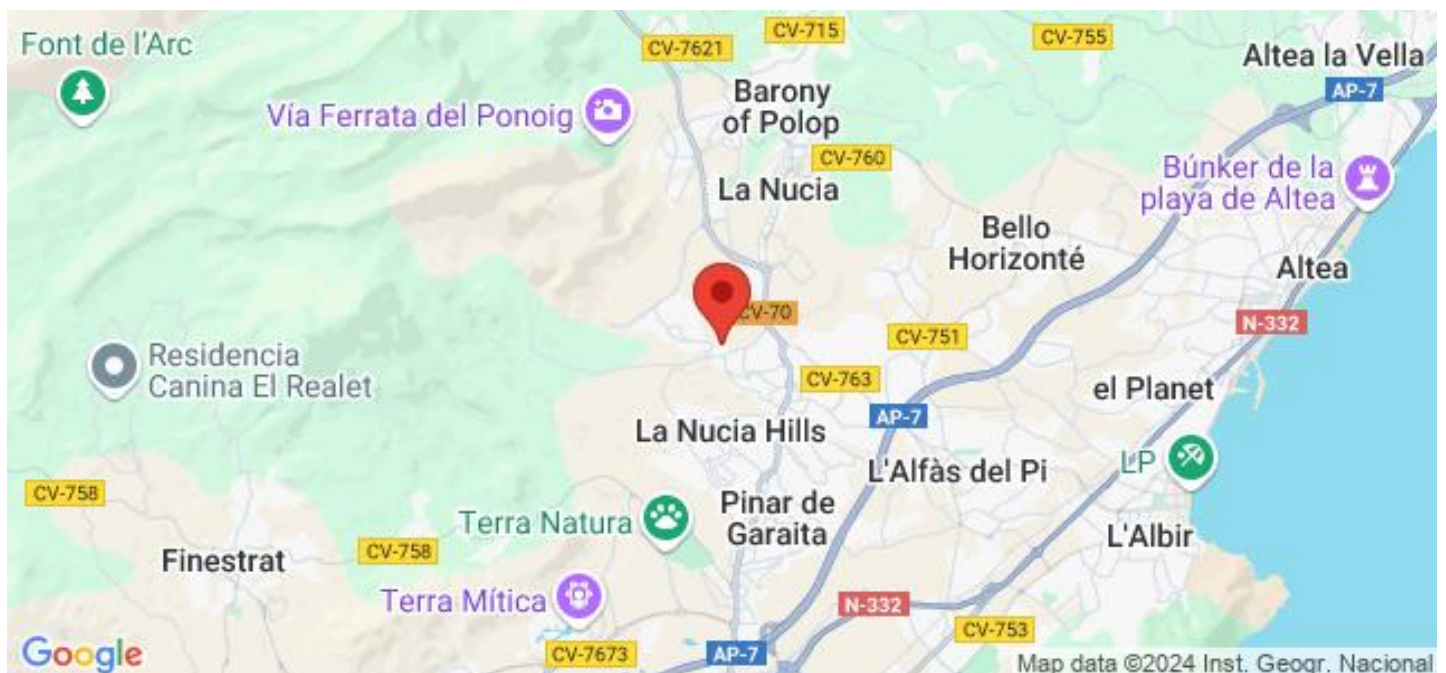 CV-715
CV-755
Font de l'Arc
CV-7621
Altea la Vella
AP-7
Vía Ferrata del Ponoig
Barony
of Polop
CV-760
La Nucia
Búnker de la
playa de Altea
Bello
Horizonté
Altea
CV-70
N-332
CV-751
Residencia
Canina El Realet
CV-763
el Planet
AP-7
La Nucia Hills
L'Alfàs del Pi
LP
CV-758
Pinar de
Garaita
Terra Natura
L'Albir
CV-758
Finestrat
Terra Mítica
N-332
CV-753
CV-7673
AP-7
Google
Map data ©2024 Inst. Geogr. Nacional